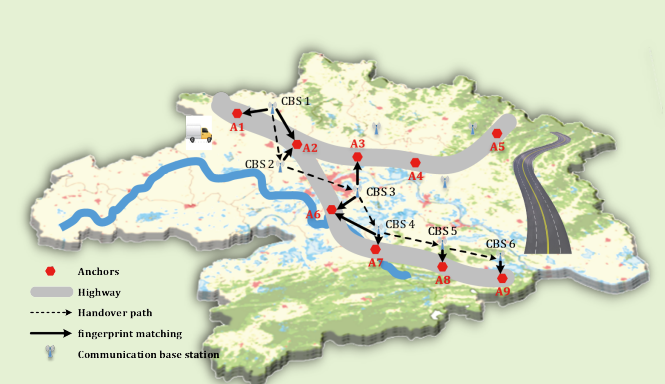 CBS 1
A1
A2
A3
A5
CBS 2
A4
CBS 3
A6
CBS 4
CBS 5
CBS 6
A7
A8
A9
Anchors
Highway
Handover path
fingerprint matching
Communication base station